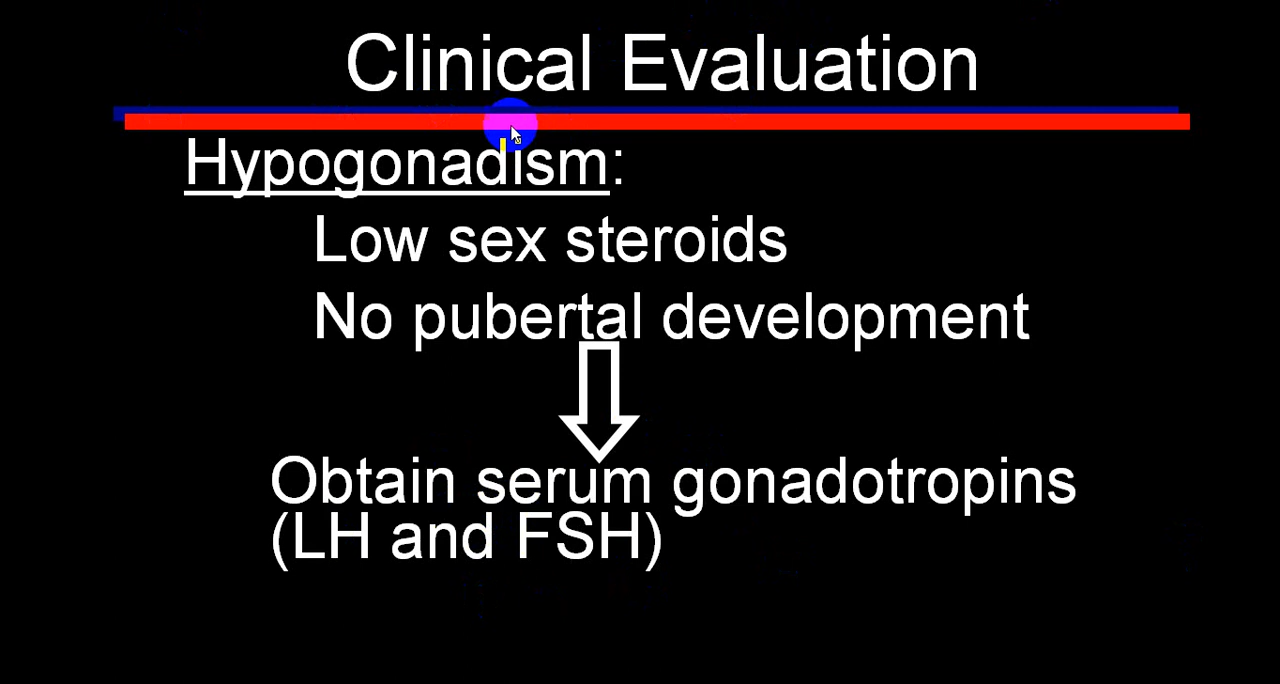 Clinical Evaluation
Hypogonadism:
Low sex steroids
No pubertal development
Obtain serum gonadotropins
(LH and FSH)